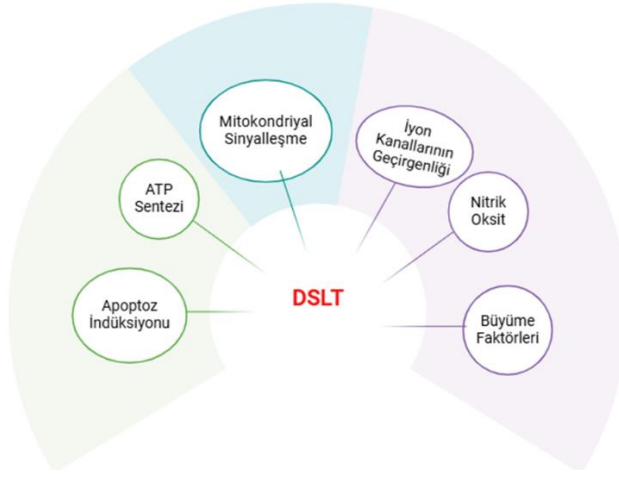 Mitokondriyal
Sinyalleşme
İyon
Kanallarının
Geçirgenliği
ATP
Sentezi
Nitrik
Oksit
DSLT
Apoptoz
İndüksiyonu
Büyüme
Faktörleri